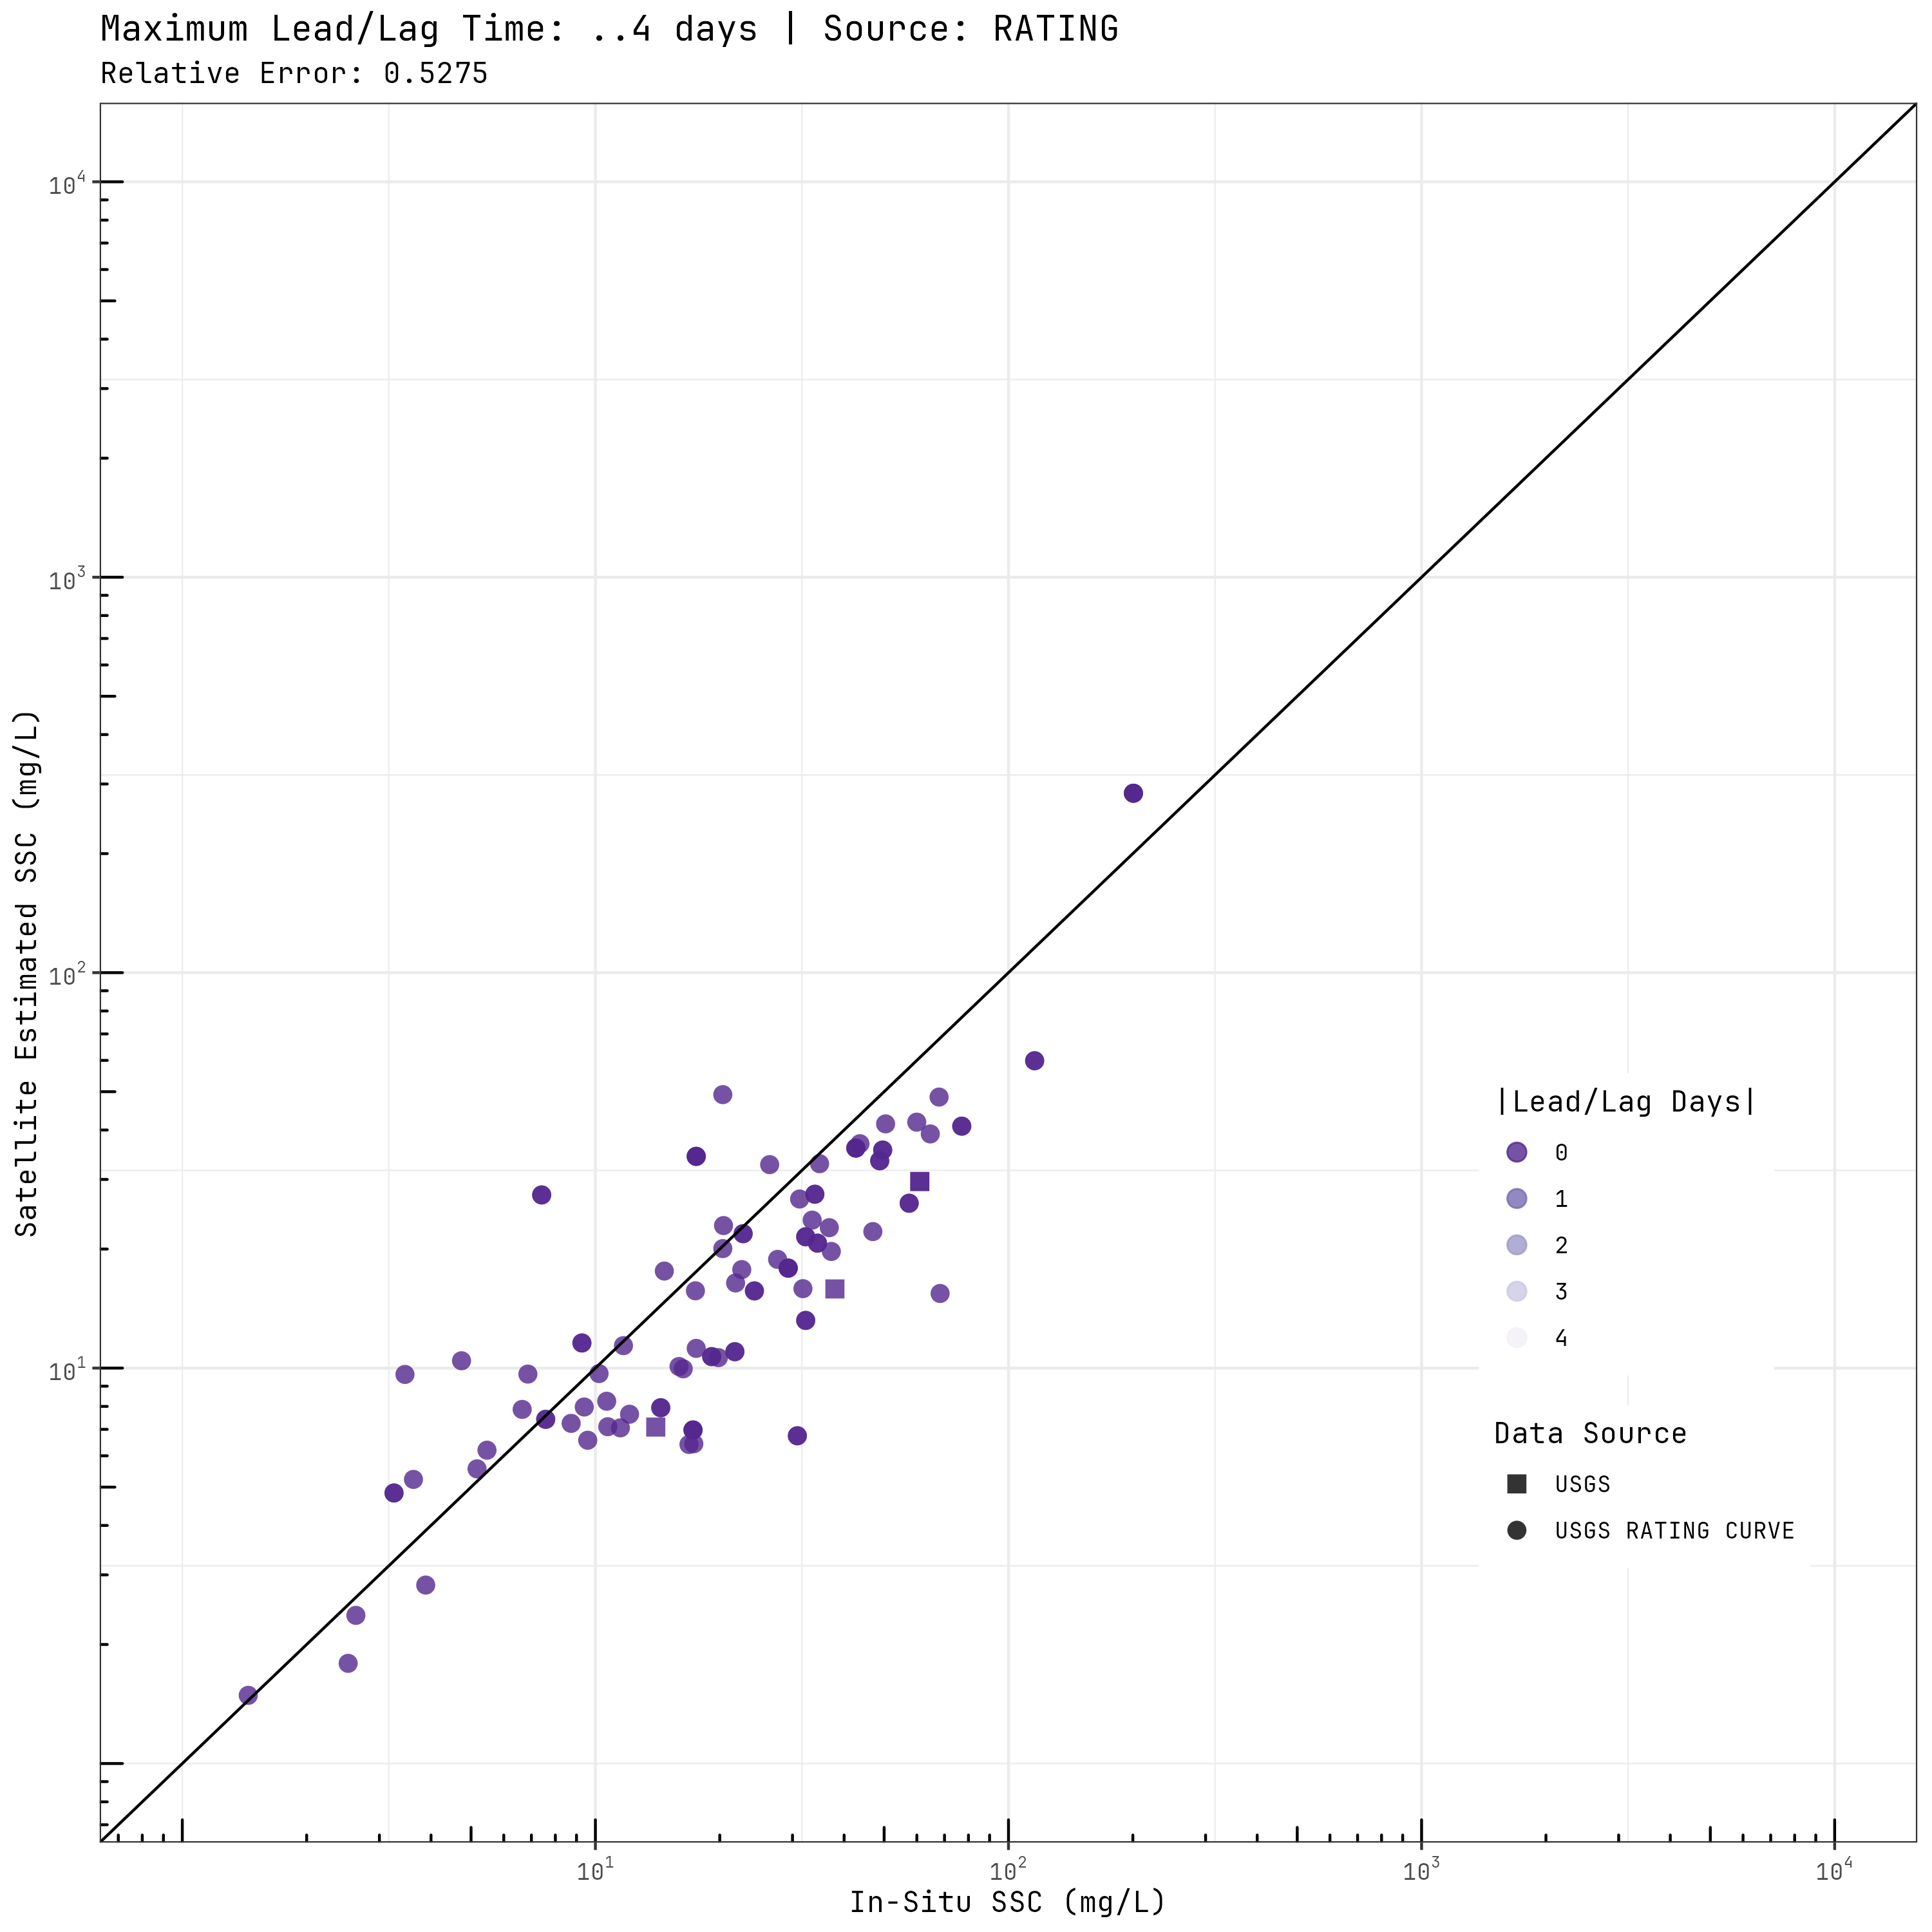 Maximum Lead/Lag Time: ..4 days | Source: RATING
Relative Error: 0.5275
Satellite Estimated SSC (mg/L)
10⁴
10³
10²
10¹
|Lead/Lag Days|
0
1
2
3
4
Data Source
USGS
USGS RATING CURVE
10¹ 10² 10³ 10⁴
In-Situ SSC (mg/L)